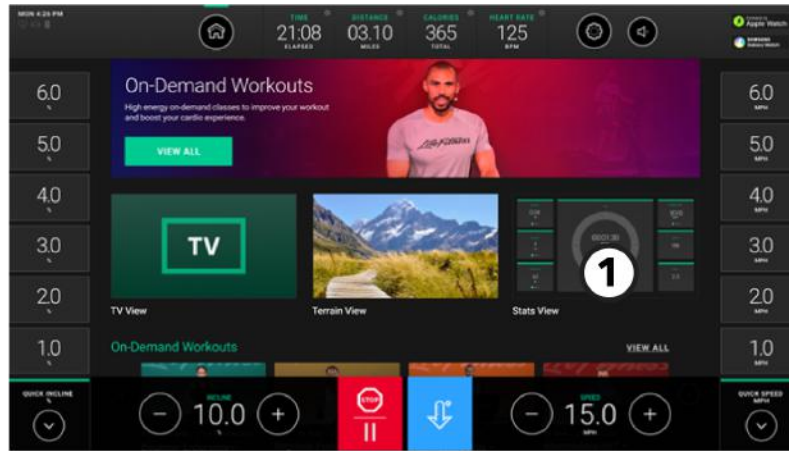 MON 4:26 PM
TIME
21:08
ELAPSED
DISTANCE
03.10
MILES
CALORIES
365
TOTAL
HEART RATE
125
BPM
Apple Watch
SAMSUNG
Galaxy Watch
6.0
%
5.0
%
4.0
%
3.0
%
2.0
%
1.0
%
QUICK INCLINE
%
On-Demand Workouts
High energy on-demand classes to improve your workout
and boost your cardio experience.
VIEW ALL
LifeFitness
TV
TV View
Terrain View
1
Stats View
On-Demand Workouts
VIEW ALL
INCLINE
10.0
%
STOP
SPEED
15.0
MPH
6.0
MPH
5.0
MPH
4.0
MPH
3.0
MPH
2.0
MPH
1.0
MPH
QUICK SPEED
MPH